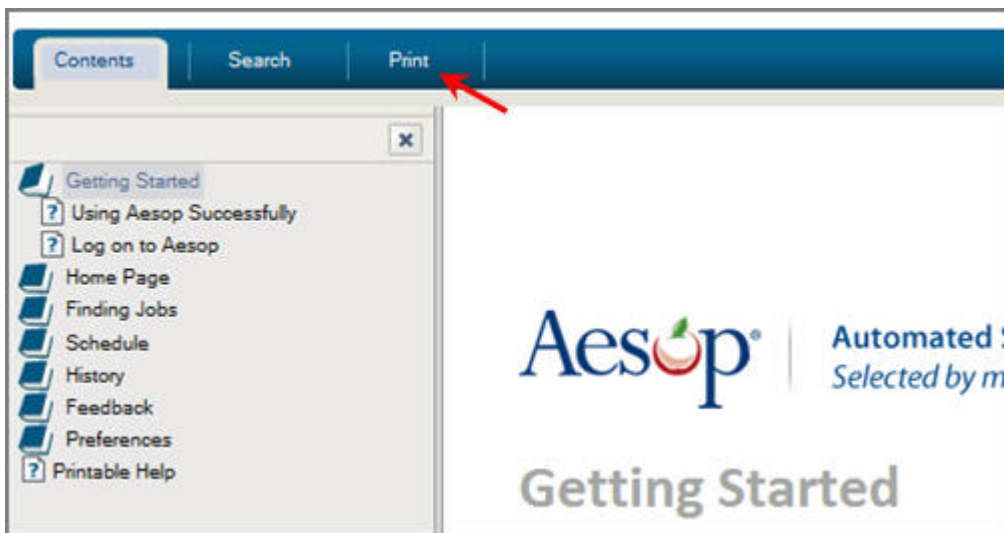 Contents Search Print
Getting Started
? Using Aesop Successfully
? Log on to Aesop
Home Page
Finding Jobs
Schedule
History
Feedback
Preferences
? Printable Help
Aesop® | Automated
Selected by
Getting Started